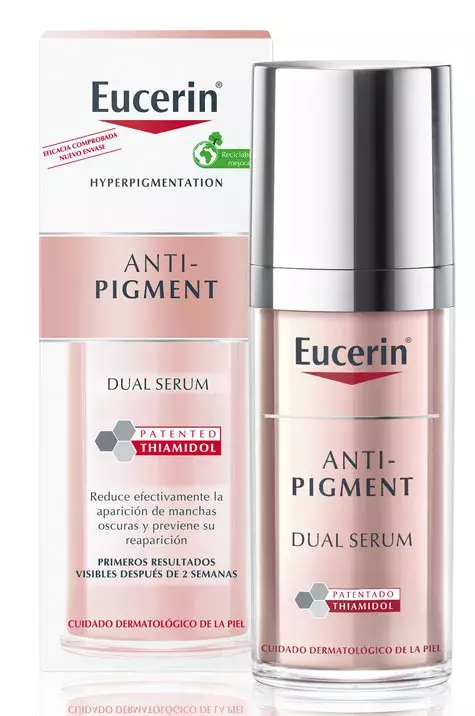 Eucerin®
EFICACIA COMPROBADA
NUEVO ENVASE
HYPERPIGMENTATION
ANTI-
PIGMENT
DUAL SERUM
PATENTED
THIAMIDOL
Reduce efectivamente la
aparición de manchas
oscuras y previene su
reaparición
PRIMEROS RESULTADOS
VISIBLES DESPUÉS DE 2 SEMANAS
CUIDADO DERMATOLÓGICO DE LA PIEL
Eucerin®
ANTI-
PIGMENT
DUAL SERUM
PATENTADO
THIAMIDOL
CUIDADO DERMATOLÓGICO DE LA PIEL